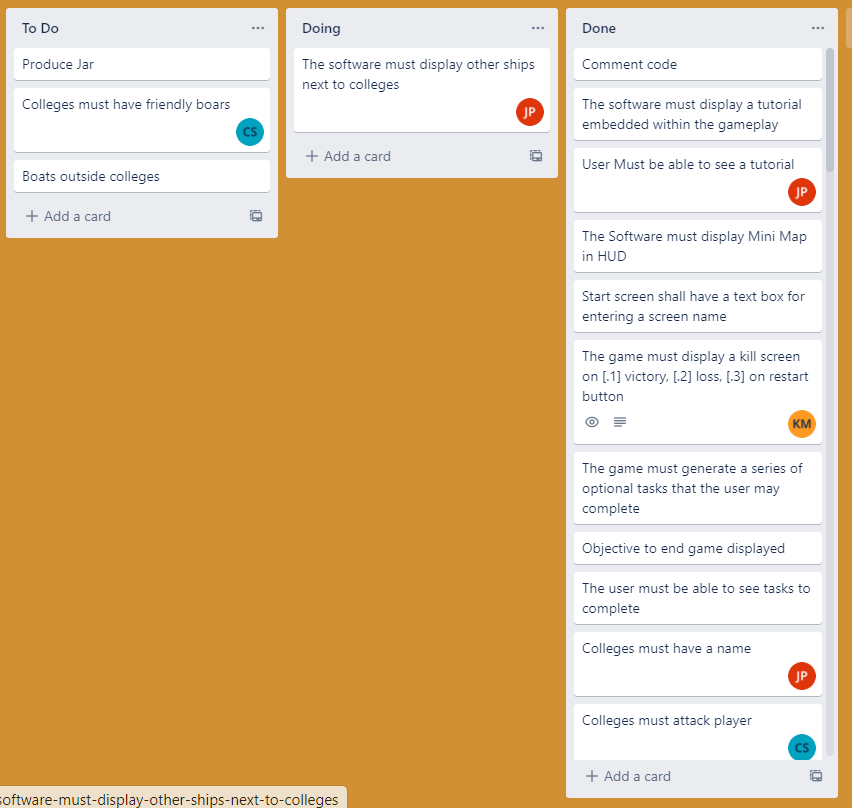 To Do
Produce Jar
Colleges must have friendly boars
CS
Boats outside colleges
Add a card
Doing
The software must display other ships
next to colleges
JP
Add a card
Done
Comment code
The software must display a tutorial
embedded within the gameplay
User Must be able to see a tutorial
JP
The Software must display Mini Map
in HUD
Start screen shall have a text box for
entering a screen name
The game must display a kill screen
on [.1] victory, [.2] loss, [.3] on restart
button
KM
The game must generate a series of
optional tasks that the user may
complete
Objective to end game displayed
The user must be able to see tasks to
complete
Colleges must have a name
JP
Colleges must attack player
CS
Add a card
software-must-display-other-ships-next-to-colleges